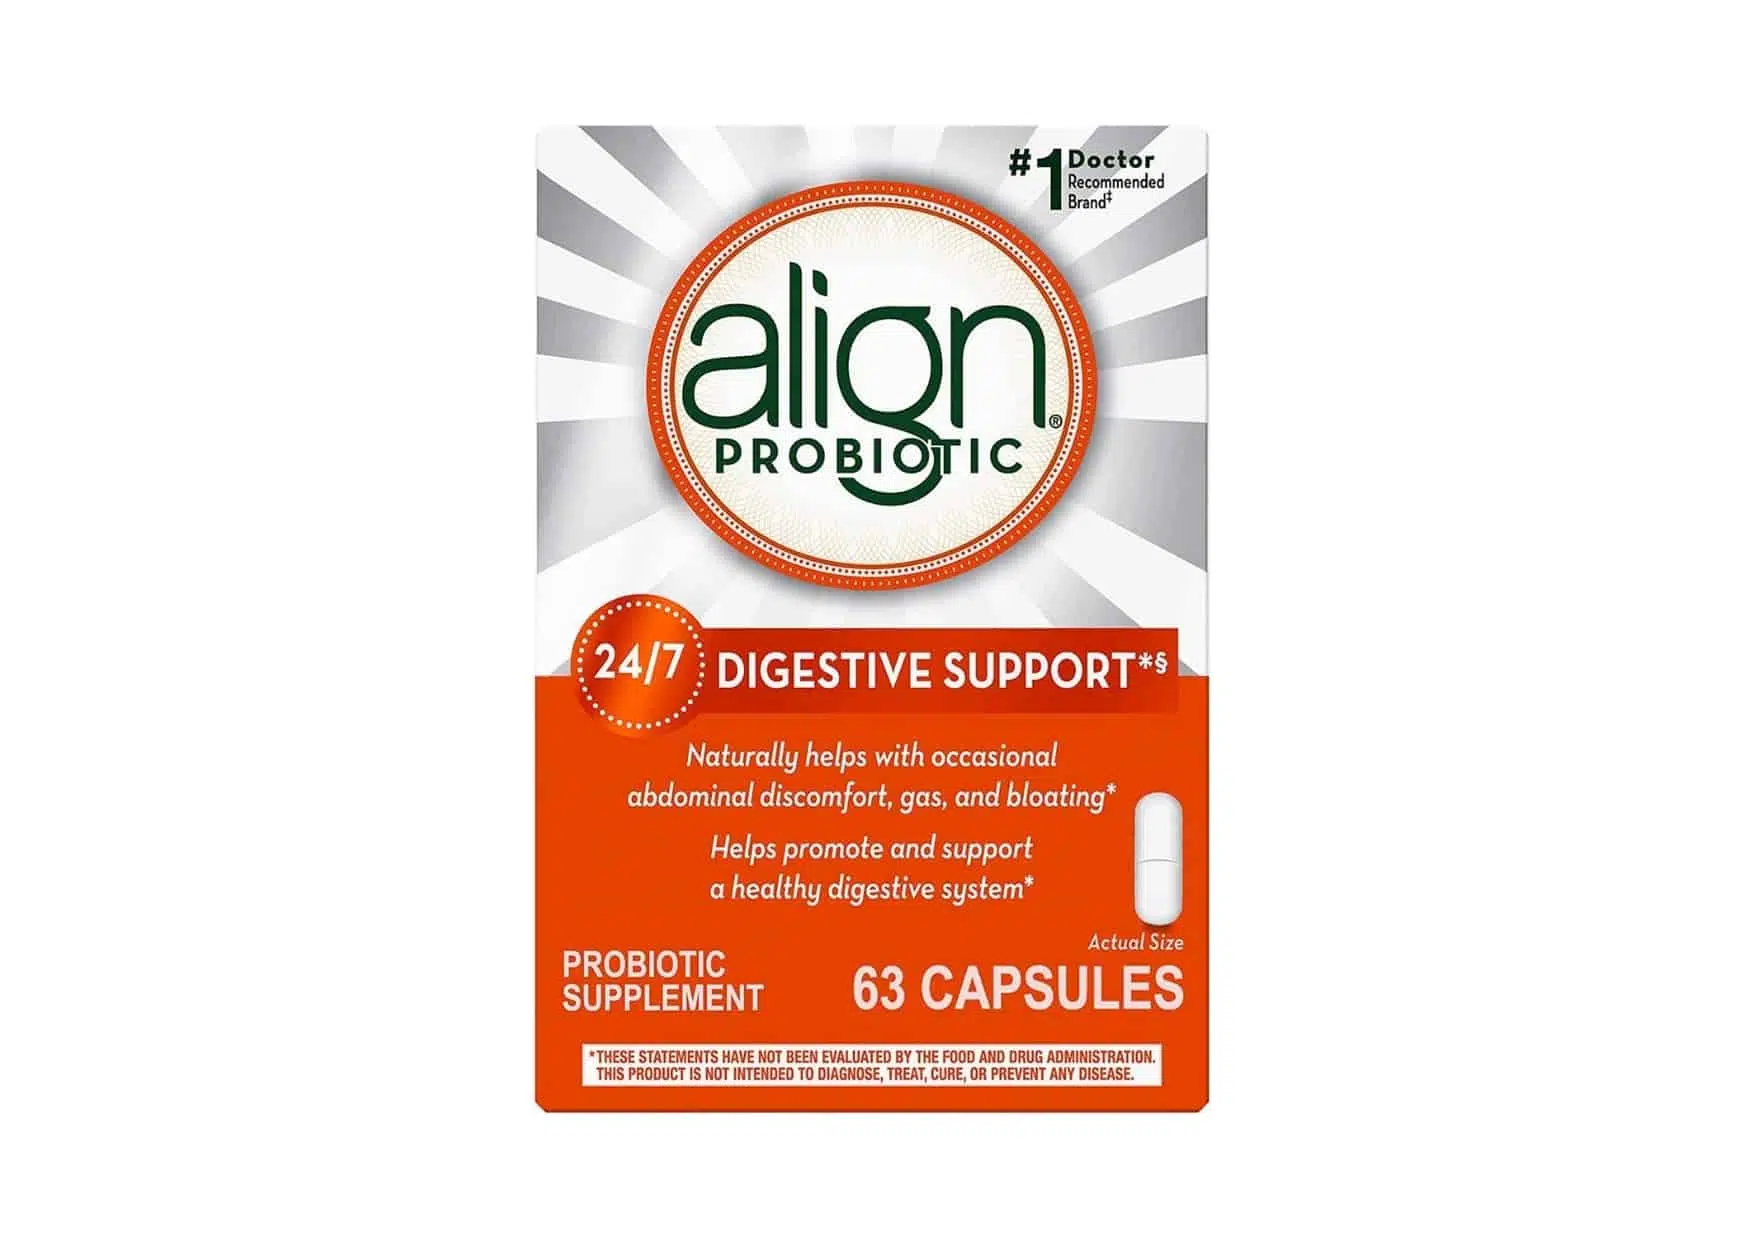 #1 Doctor
Recommended
Brand‡
align®
PROBIOTIC
24/7 DIGESTIVE SUPPORT*§
Naturally helps with occasional
abdominal discomfort, gas, and bloating*
Helps promote and support
a healthy digestive system*
Actual Size
PROBIOTIC
SUPPLEMENT
63 CAPSULES
*THESE STATEMENTS HAVE NOT BEEN EVALUATED BY THE FOOD AND DRUG ADMINISTRATION.
THIS PRODUCT IS NOT INTENDED TO DIAGNOSE, TREAT, CURE, OR PREVENT ANY DISEASE.